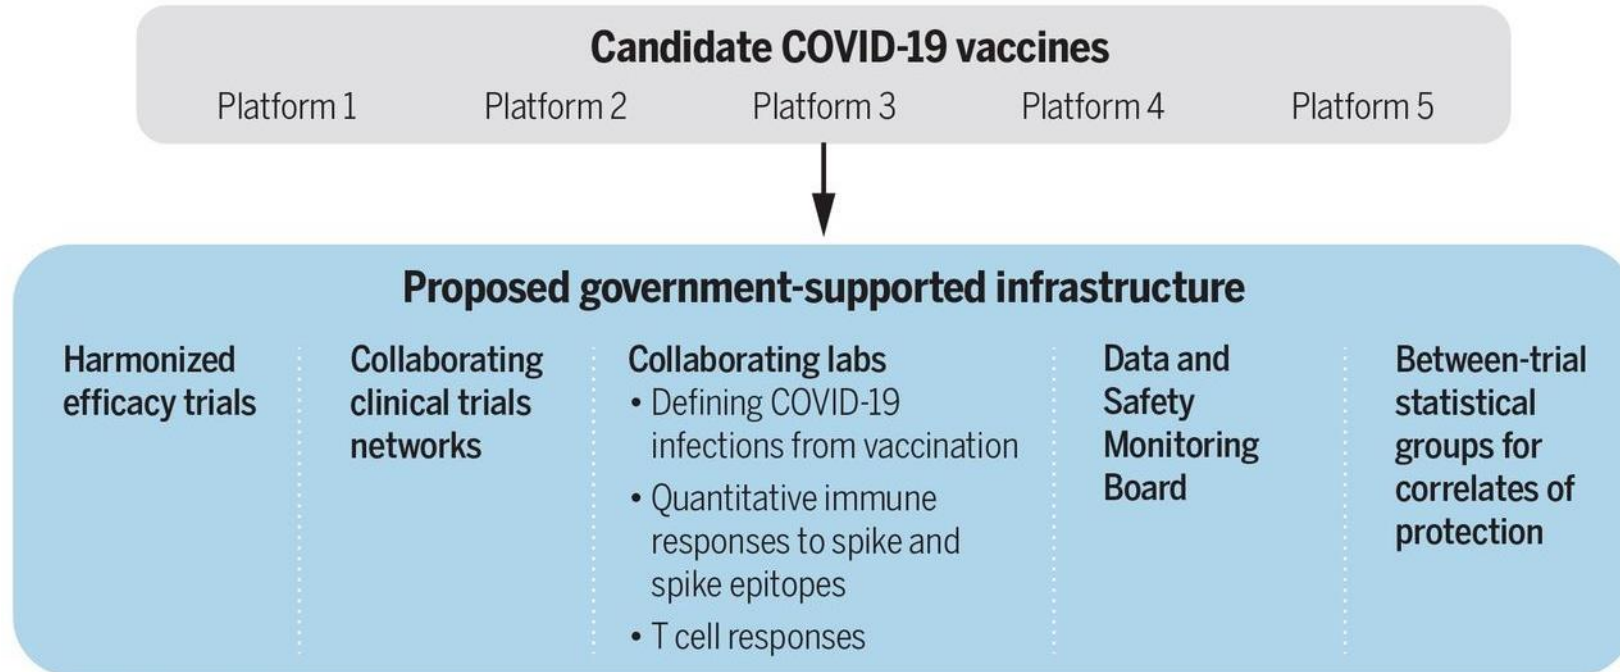 Candidate COVID-19 vaccines
Platform 1 Platform 2 Platform 3 Platform 4 Platform 5
Proposed government-supported infrastructure
Harmonized
efficacy trials
Collaborating
clinical trials
networks
Collaborating labs
• Defining COVID-19
infections from vaccination
• Quantitative immune
responses to spike and
spike epitopes
• T cell responses
Data and
Safety
Monitoring
Board
Between-trial
statistical
groups for
correlates of
protection